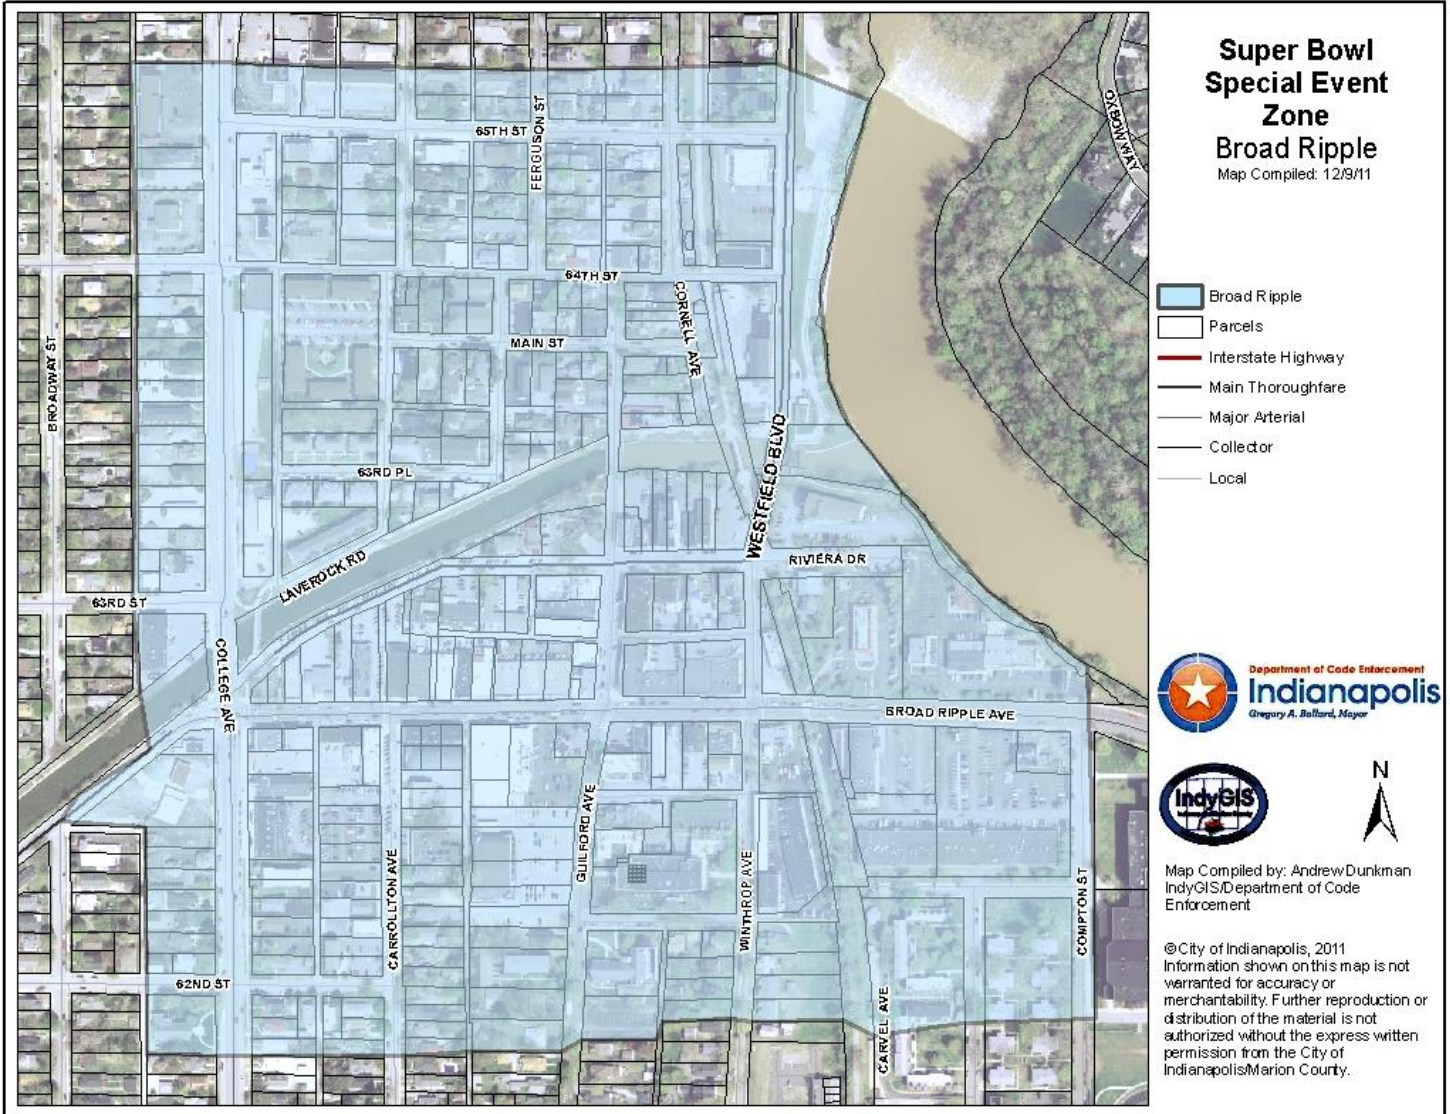 Super Bowl
Special Event
Zone
Broad Ripple
Map Compiled: 12/9/11
Broad Ripple
Parcels
Interstate Highway
Main Thoroughfare
Major Arterial
Collector
Local
Department of Code Enforcement
Indianapolis
Gregory A. Ballard, Mayor
IndyGIS
N
Map Compiled by: Andrew Dunkman
IndyGIS/Department of Code
Enforcement
©City of Indianapolis, 2011
Information shown on this map is not
warranted for accuracy or
merchantability. Further reproduction or
distribution of the material is not
authorized without the express written
permission from the City of
Indianapolis/Marion County.
OXBOW WAY
65TH ST
FERGUSON ST
64TH ST
CORNELL AVE
MAIN ST
BROADWAY ST
WESTFIELD BLVD
63RD PL
LAVEROCK RD
RIVIERA DR
63RD ST
COLLEGE AVE
BROAD RIPPLE AVE
GUILFORD AVE
CARROLLTON AVE
WINTHROP AVE
COMPTON ST
62ND ST
CARVEL AVE